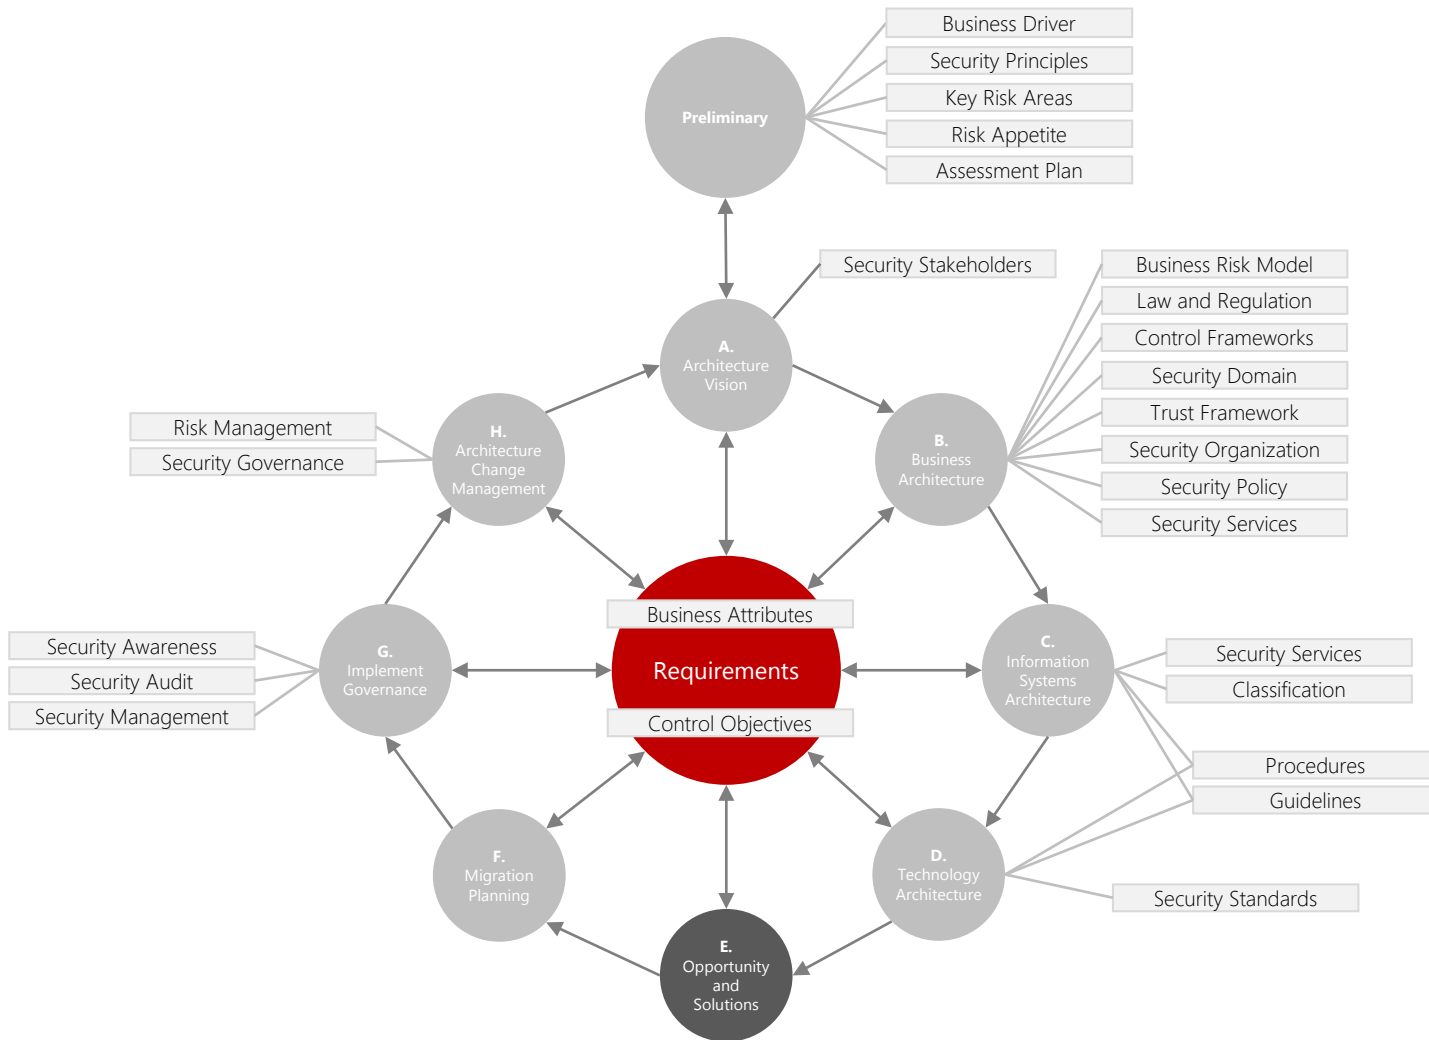 Business Driver
Security Principles
Key Risk Areas
Risk Appetite
Assessment Plan
Preliminary
Security Stakeholders
A.
Architecture
Vision
Business Risk Model
Law and Regulation
Control Frameworks
Security Domain
Trust Framework
Security Organization
Security Policy
Security Services
B.
Business
Architecture
Risk Management
Security Governance
H.
Architecture
Change
Management
Business Attributes
Requirements
Control Objectives
Security Awareness
Security Audit
Security Management
G.
Implement
Governance
C.
Information
Systems
Architecture
Security Services
Classification
Procedures
Guidelines
Security Standards
F.
Migration
Planning
D.
Technology
Architecture
E.
Opportunity
and
Solutions